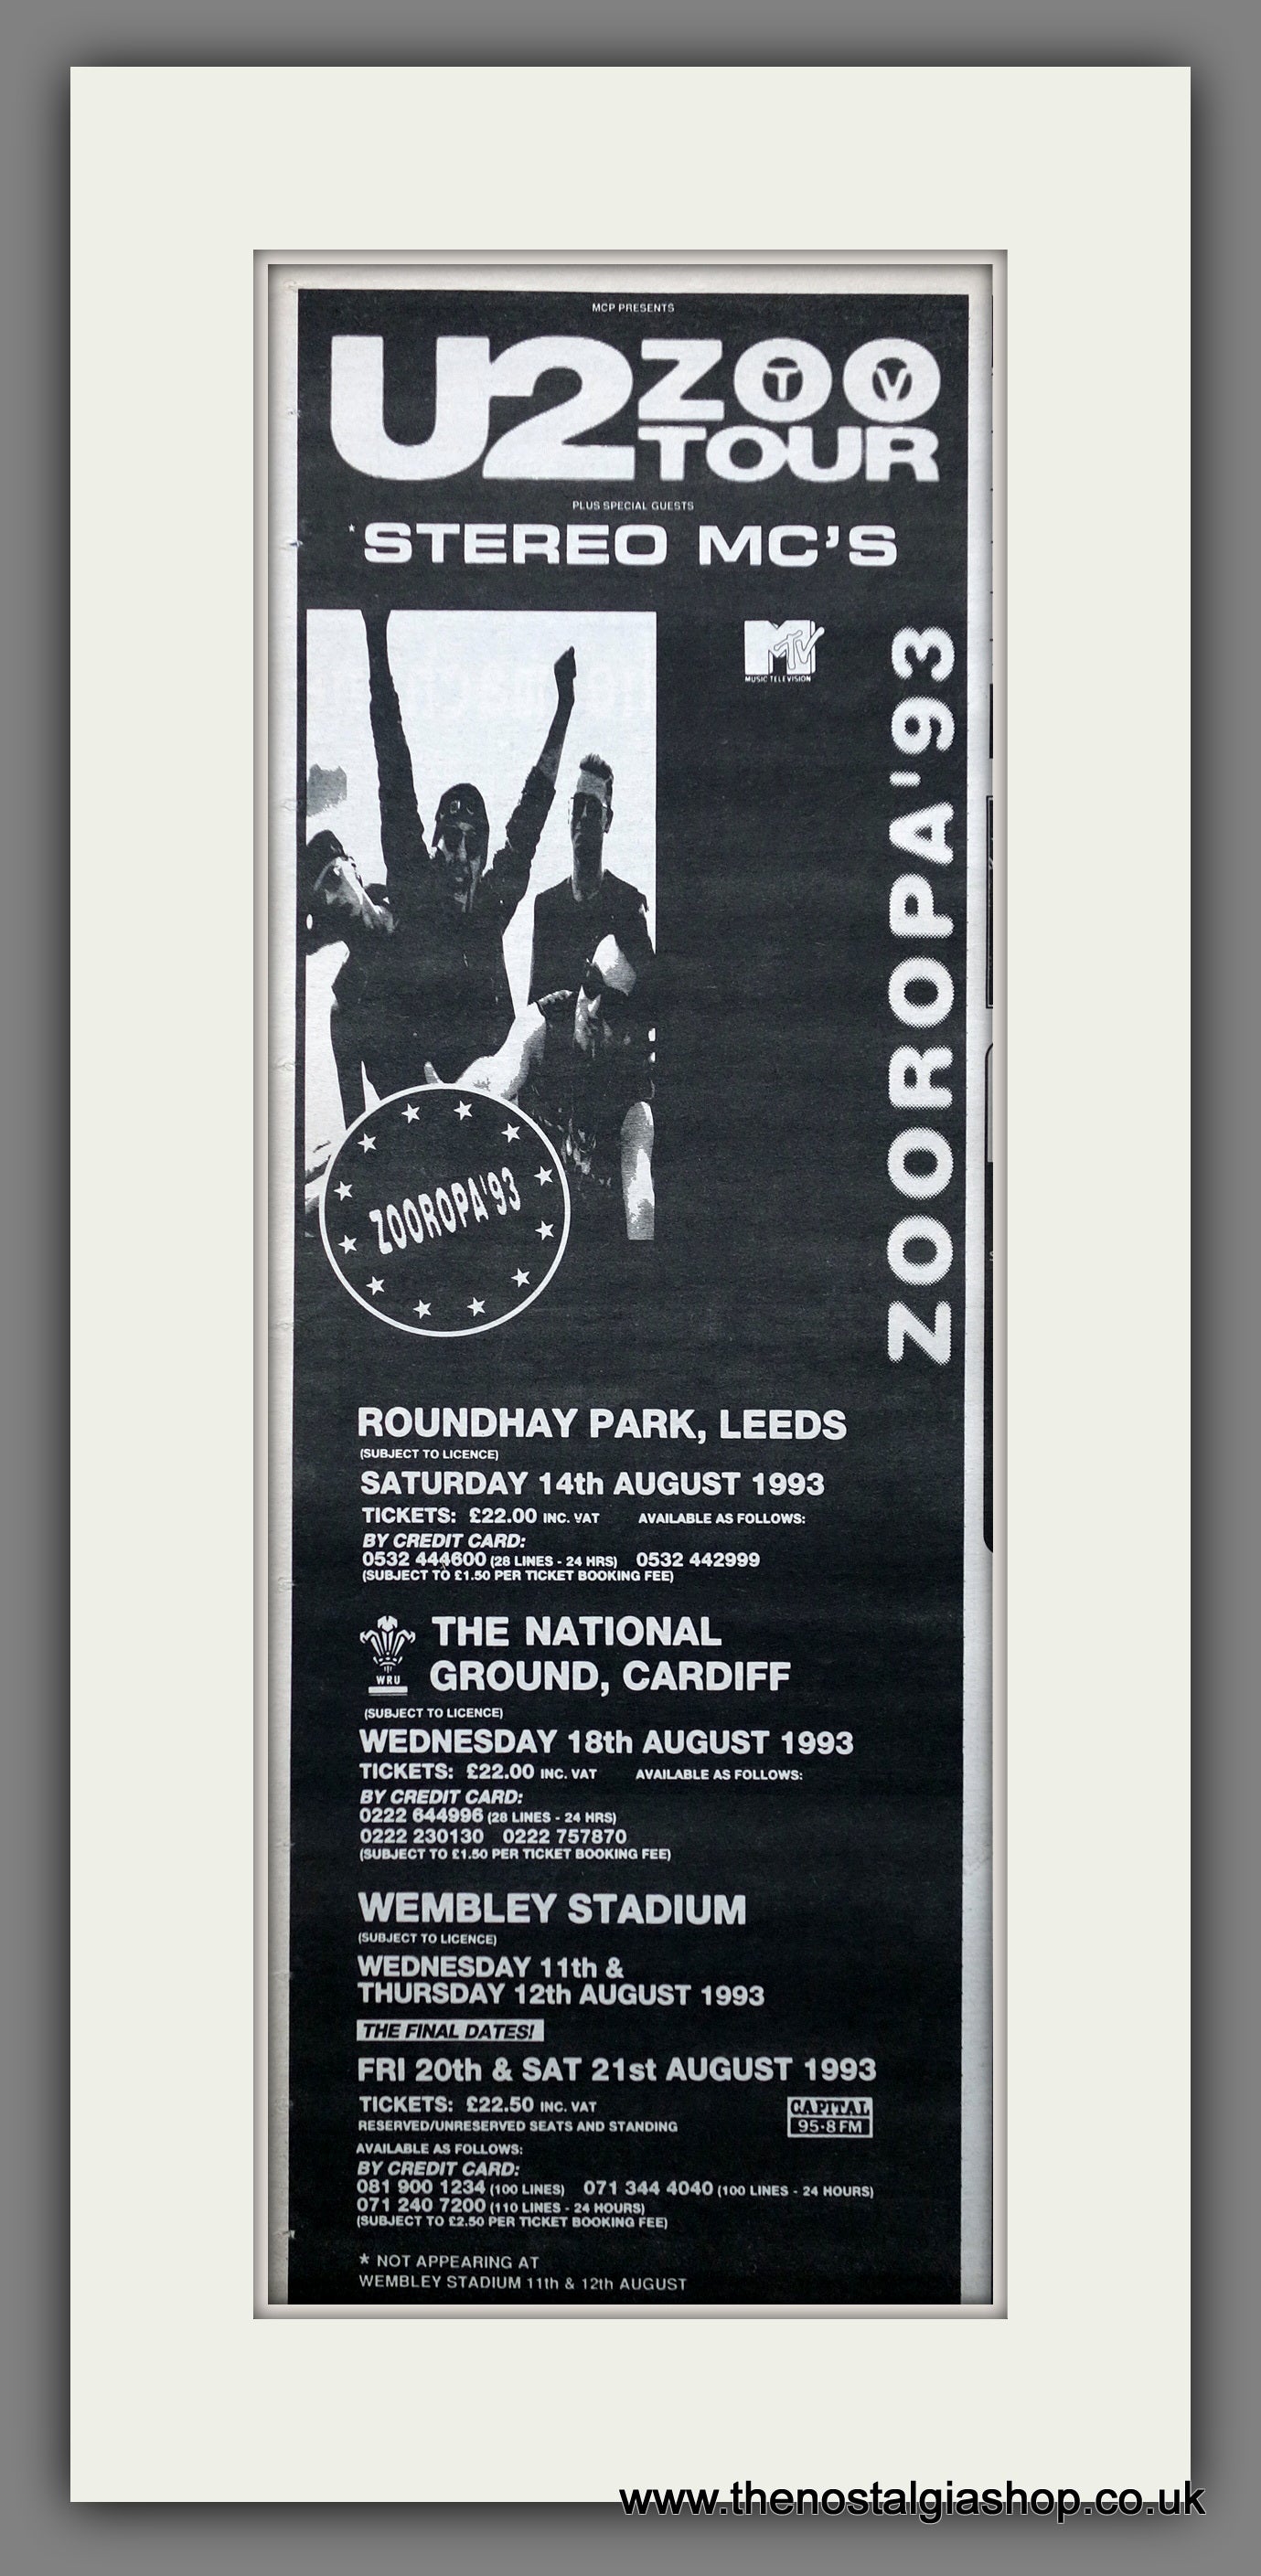 MCP PRESENTS
U2 ZOO TV TOUR
PLUS SPECIAL GUESTS
*STEREO MC'S
MTV
MUSIC TELEVISION
ZOOROPA'93
ZOOROPA'93
ROUNDHAY PARK, LEEDS
(SUBJECT TO LICENCE)
SATURDAY 14th AUGUST 1993
TICKETS: £22.00 INC. VAT AVAILABLE AS FOLLOWS:
BY CREDIT CARD:
0532 444600 (28 LINES - 24 HRS) 0532 442999
(SUBJECT TO £1.50 PER TICKET BOOKING FEE)
WRU
THE NATIONAL
GROUND, CARDIFF
(SUBJECT TO LICENCE)
WEDNESDAY 18th AUGUST 1993
TICKETS: £22.00 INC. VAT AVAILABLE AS FOLLOWS:
BY CREDIT CARD:
0222 644996 (28 LINES - 24 HRS)
0222 230130 0222 757870
(SUBJECT TO £1.50 PER TICKET BOOKING FEE)
WEMBLEY STADIUM
(SUBJECT TO LICENCE)
WEDNESDAY 11th &
THURSDAY 12th AUGUST 1993
THE FINAL DATES!
FRI 20th & SAT 21st AUGUST 1993
TICKETS: £22.50 INC. VAT
RESERVED/UNRESERVED SEATS AND STANDING
CAPITAL
95·8 FM
AVAILABLE AS FOLLOWS:
BY CREDIT CARD:
081 900 1234 (100 LINES) 071 344 4040 (100 LINES - 24 HOURS)
071 240 7200 (110 LINES - 24 HOURS)
(SUBJECT TO £2.50 PER TICKET BOOKING FEE)
* NOT APPEARING AT
WEMBLEY STADIUM 11th & 12th AUGUST
www.thenostalgiashop.co.uk